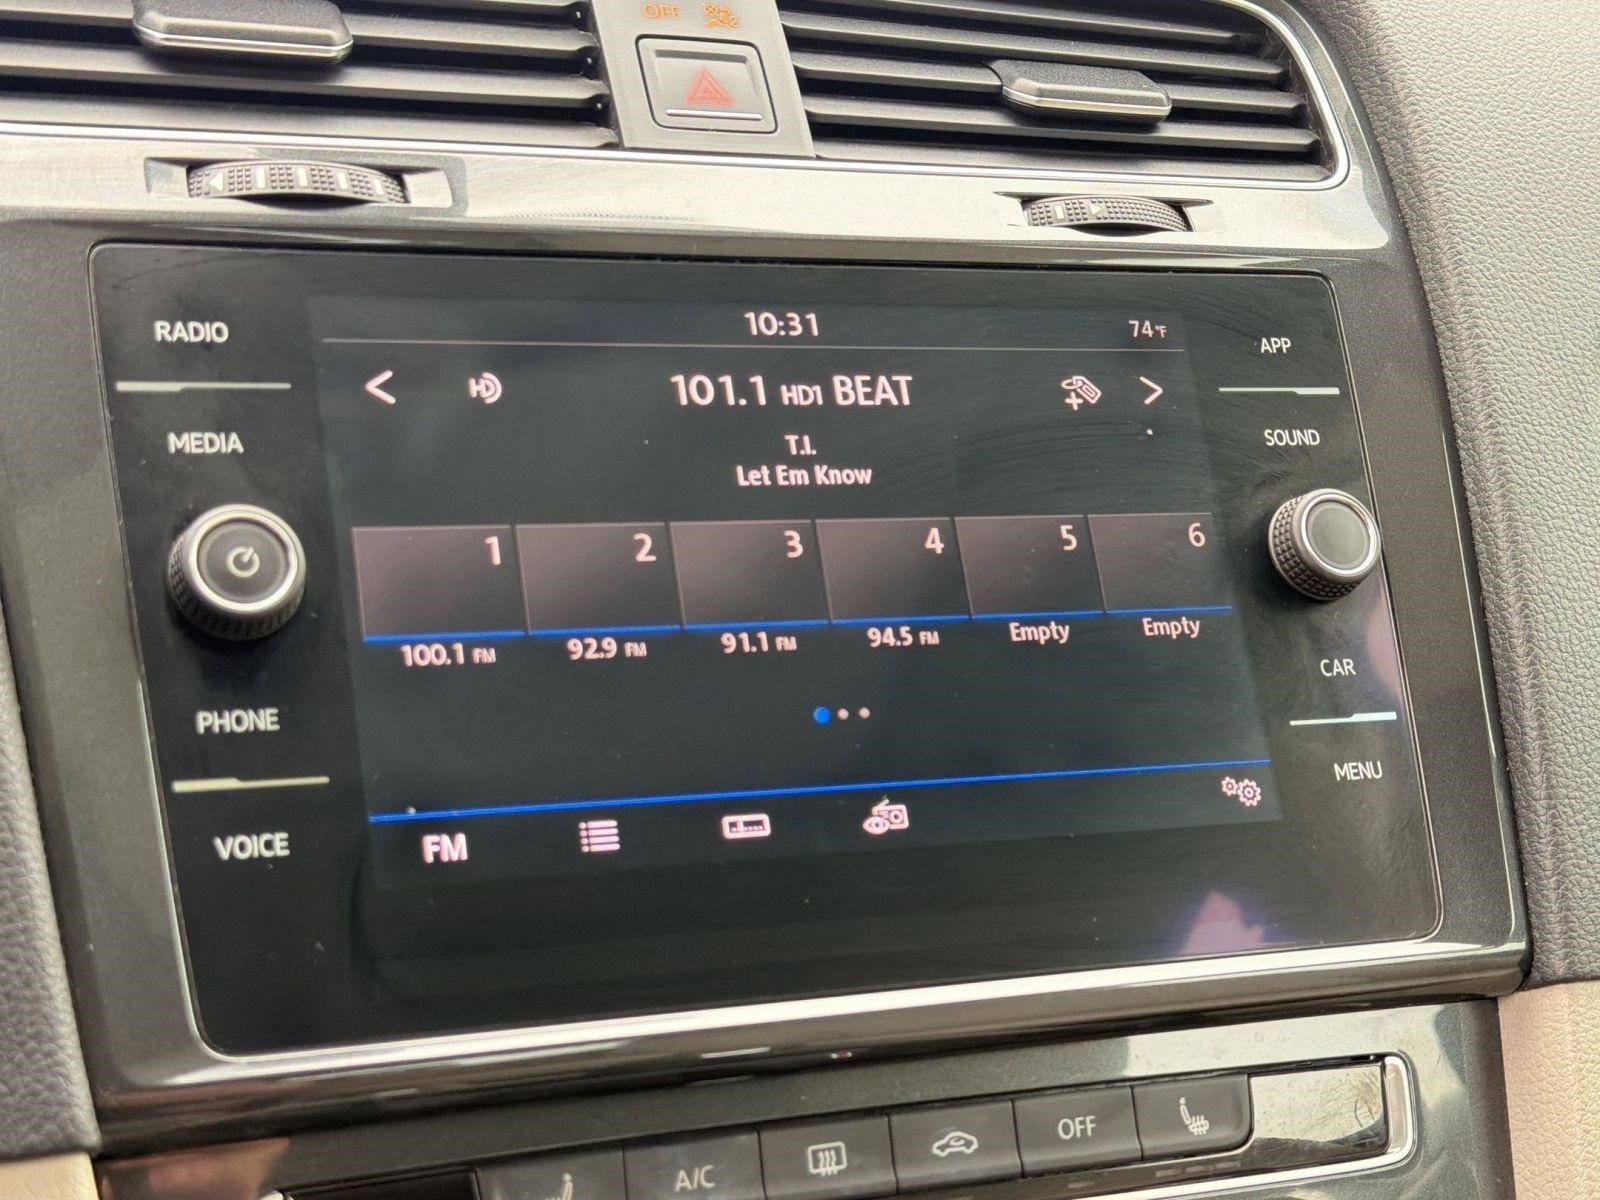 OFF
2
RADIO
MEDIA
PHONE
VOICE
10:31
74°F
HD
101.1 HD1 BEAT
T.I.
Let Em Know
1 2 3 4 5 6
100.1 FM 92.9 FM 91.1 FM 94.5 FM Empty Empty
FM
APP
SOUND
CAR
MENU
A/C
OFF